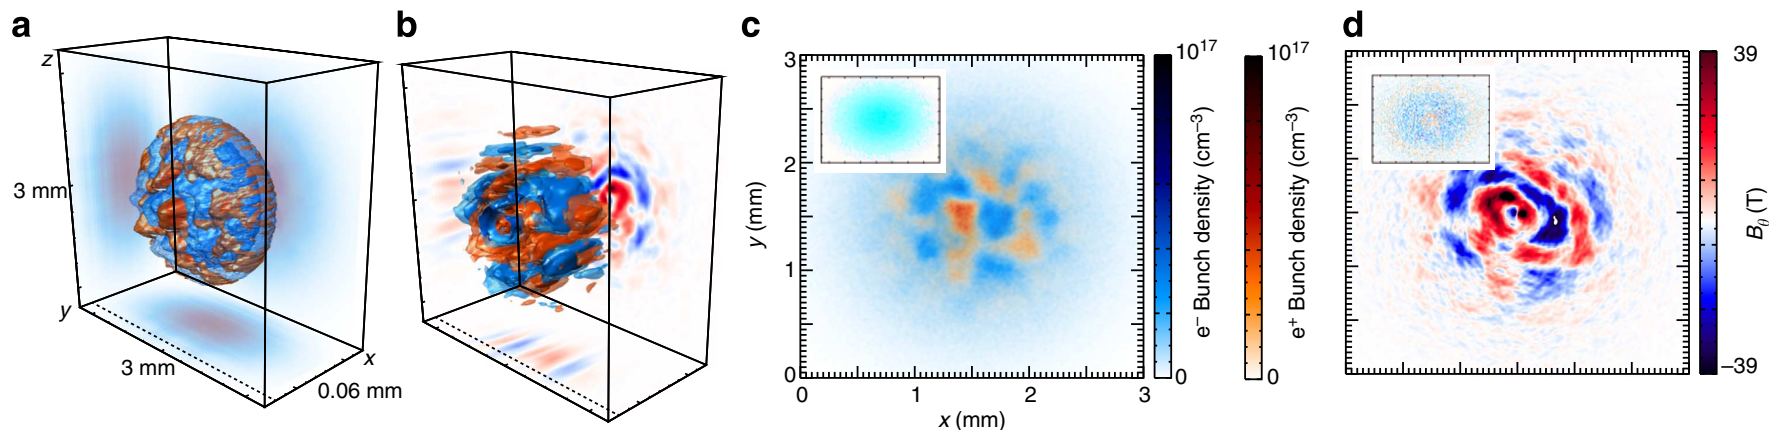 a
z
3 mm
y
3 mm
x
0.06 mm
b
c
3
2
1
0
0
1
2
3
y (mm)
x (mm)
10^17
e^– Bunch density (cm^–3)
0
10^17
e^+ Bunch density (cm^–3)
0
d
39
B_θ (T)
–39